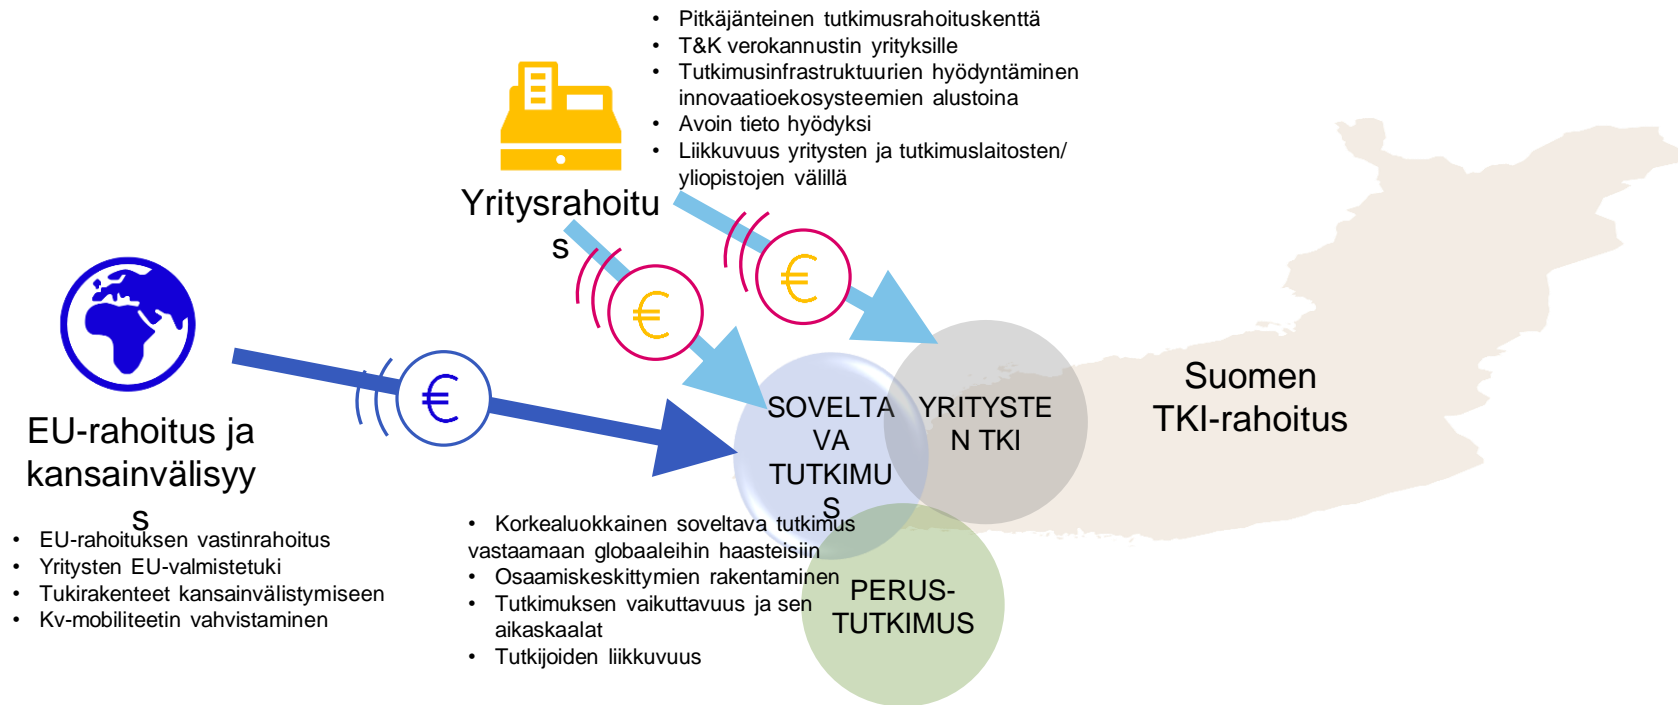 • Pitkäjänteinen tutkimusrahoituskenttä
• T&K verokannustin yrityksille
• Tutkimusinfrastruktuurien hyödyntäminen
innovaatioekosysteemien alustoina
• Avoin tieto hyödyksi
• Liikkuvuus yritysten ja tutkimuslaitosten/
yliopistojen välillä
Yritysrahoitu
s
€
€
€
EU-rahoitus ja
kansainvälisyy
s
• EU-rahoituksen vastinrahoitus
• Yritysten EU-valmistetuki
• Tukirakenteet kansainvälistymiseen
• Kv-mobiliteetin vahvistaminen
SOVELTA
VA
TUTKIMU
S
YRITYSTE
N TKI
Suomen
TKI-rahoitus
• Korkealuokkainen soveltava tutkimus
vastaamaan globaaleihin haasteisiin
• Osaamiskeskittymien rakentaminen
• Tutkimuksen vaikuttavuus ja sen
aikaskaalat
• Tutkijoiden liikkuvuus
PERUS-
TUTKIMUS